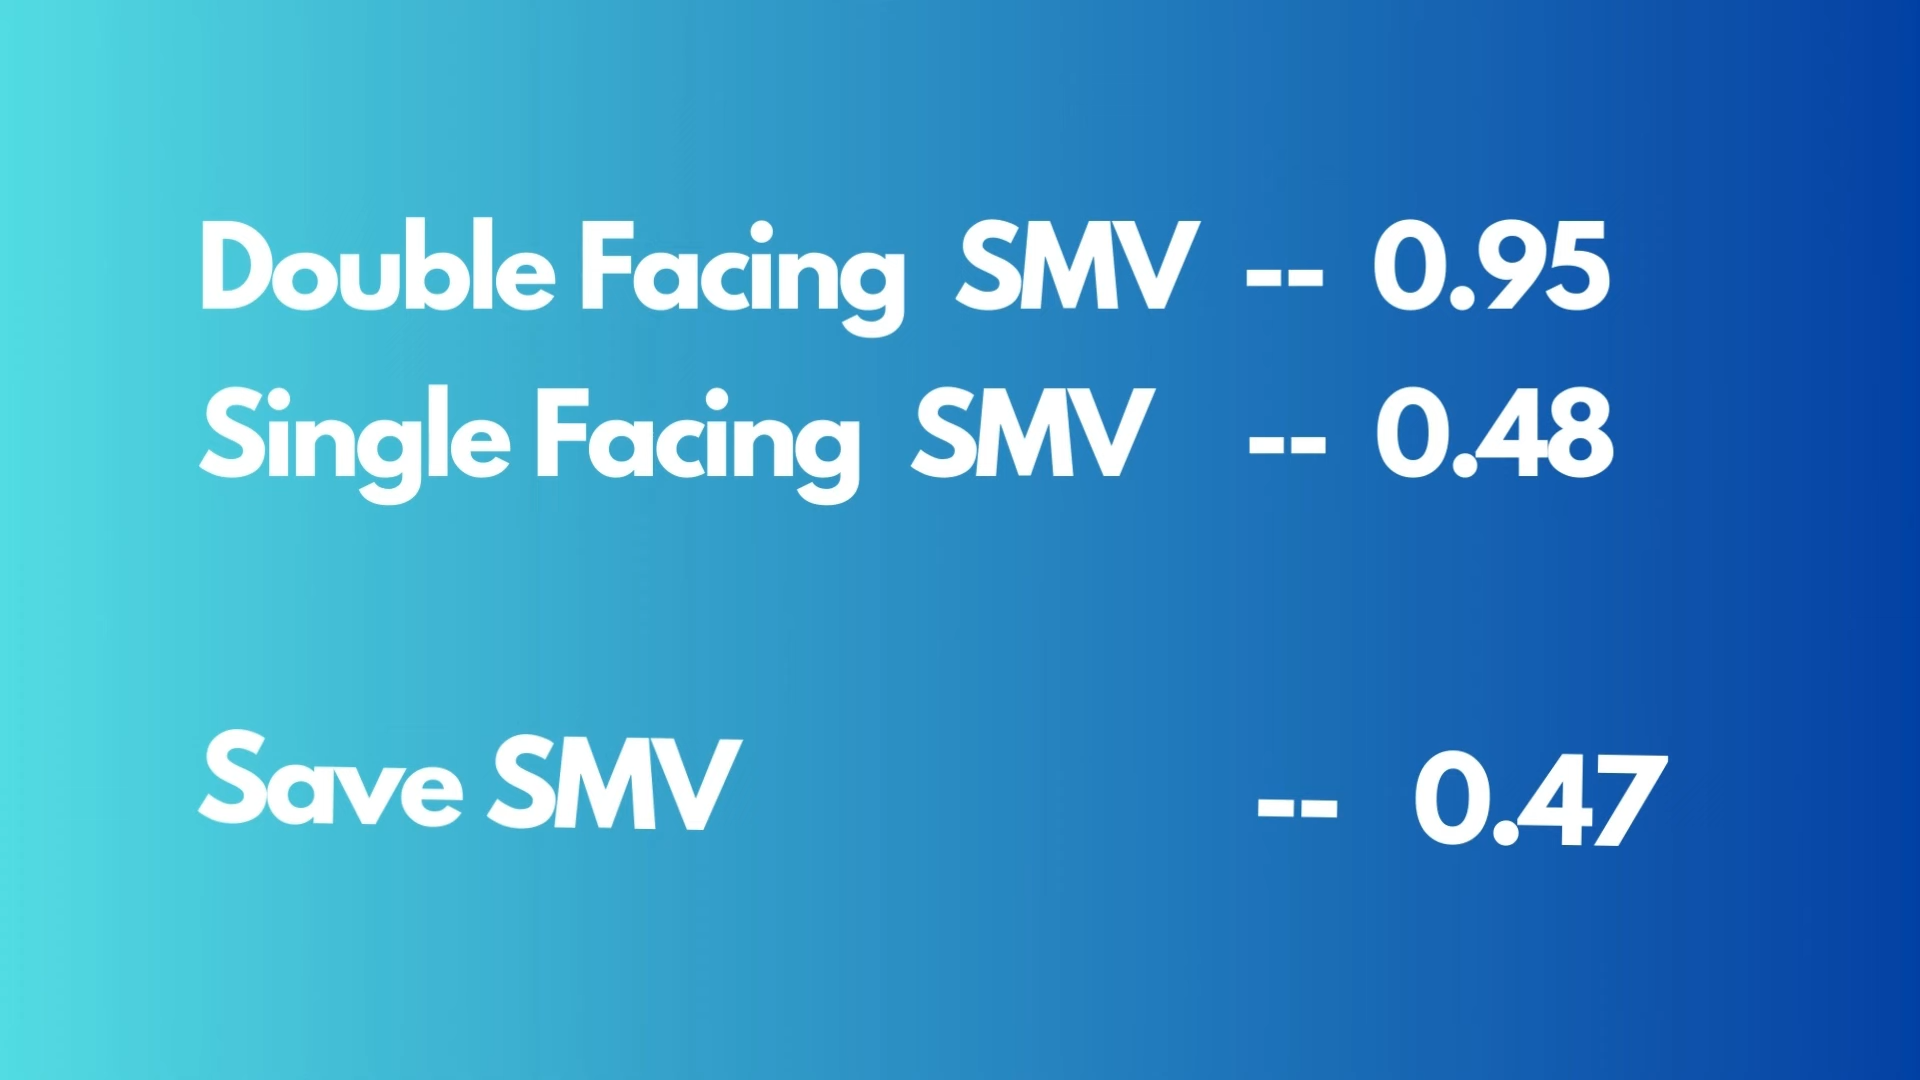 Double Facing SMV -- 0.95
Single Facing SMV -- 0.48
Save SMV -- 0.47